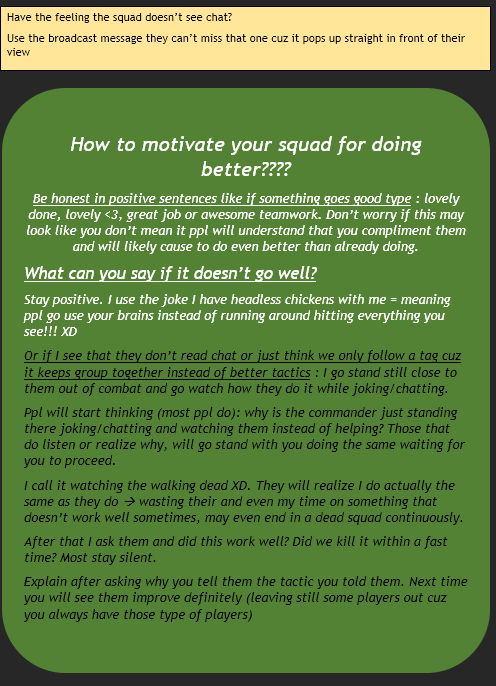 Have the feeling the squad doesn't see chat?
Use the broadcast message they can't miss that one cuz it pops up straight in front of their
view
How to motivate your squad for doing
better????
Be honest in positive sentences like if something goes good type : lovely
done, lovely <3, great job or awesome teamwork. Don't worry if this may
look like you don't mean it ppl will understand that you compliment them
and will likely cause to do even better than already doing.
What can you say if it doesn't go well?
Stay positive. I use the joke I have headless chickens with me = meaning
ppl go use your brains instead of running around hitting everything you
see!!! XD
Or if I see that they don't read chat or just think we only follow a tag cuz
it keeps group together instead of better tactics : I go stand still close to
them out of combat and go watch how they do it while joking/chatting.
Ppl will start thinking (most ppl do): why is the commander just standing
there joking/chatting and watching them instead of helping? Those that
do listen or realize why, will go stand with you doing the same waiting for
you to proceed.
I call it watching the walking dead XD. They will realize I do actually the
same as they do → wasting their and even my time on something that
doesn't work well sometimes, may even end in a dead squad continuously.
After that I ask them and did this work well? Did we kill it within a fast
time? Most stay silent.
Explain after asking why you tell them the tactic you told them. Next time
you will see them improve definitely (leaving still some players out cuz
you always have those type of players)